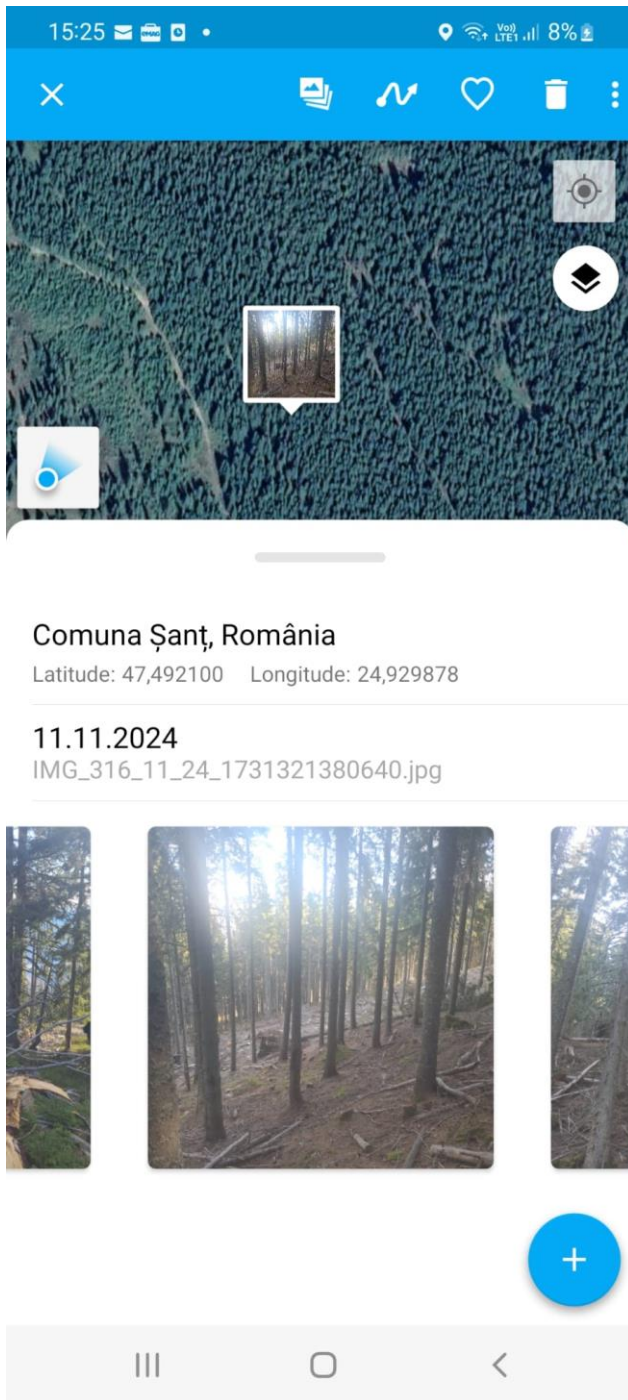 15:25
8%
Comuna Șanț, România
Latitude: 47,492100 Longitude: 24,929878
11.11.2024
IMG_316_11_24_1731321380640.jpg